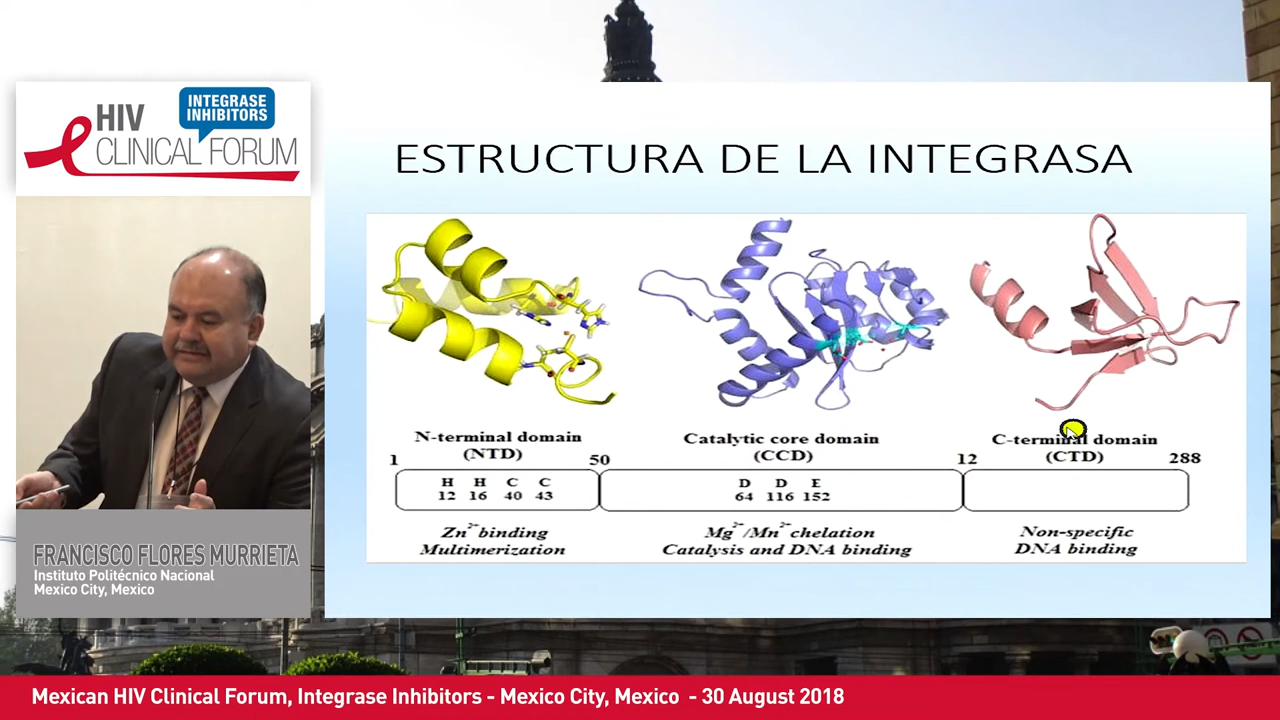 INTEGRASE
INHIBITORS
HIV
CLINICAL FORUM
ESTRUCTURA DE LA INTEGRASA
N-terminal domain
(NTD)
Catalytic core domain
(CCD)
C-terminal domain
(CTD)
1
50
12
288
H H C C
12 16 40 43
D D E
64 116 152
Zn²⁺ binding
Multimerization
Mg²⁺/Mn²⁺ chelation
Catalysis and DNA binding
Non-specific
DNA binding
FRANCISCO FLORES MURRIETA
Instituto Politécnico Nacional
Mexico City, Mexico
Mexican HIV Clinical Forum, Integrase Inhibitors - Mexico City, Mexico - 30 August 2018